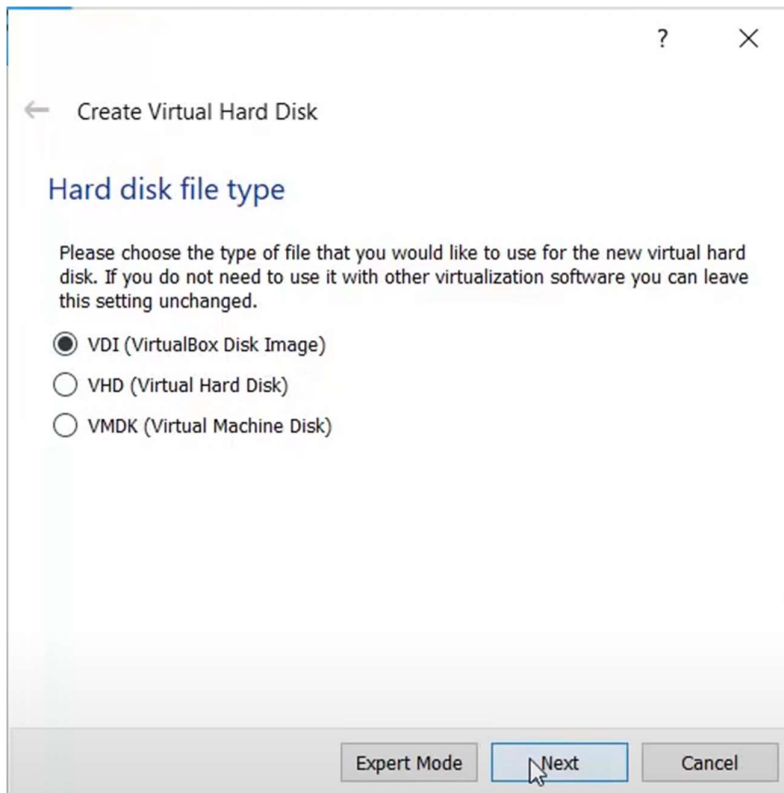 ?
Create Virtual Hard Disk
Hard disk file type
Please choose the type of file that you would like to use for the new virtual hard
disk. If you do not need to use it with other virtualization software you can leave
this setting unchanged.
VDI (VirtualBox Disk Image)
VHD (Virtual Hard Disk)
VMDK (Virtual Machine Disk)
Expert Mode Next Cancel